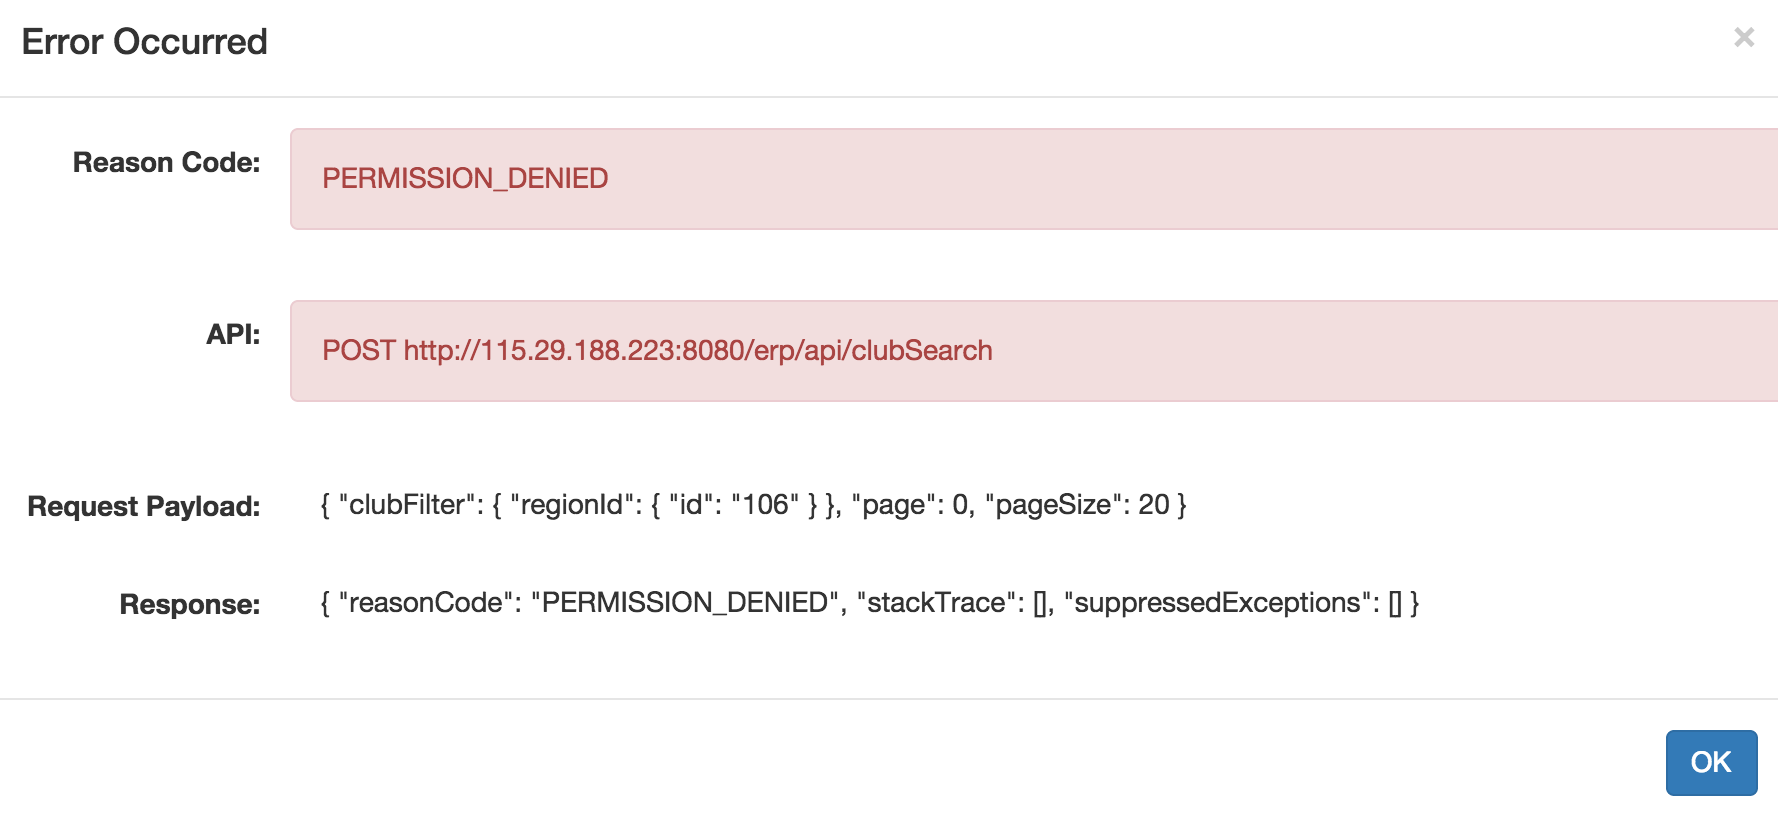 Error Occurred ×
Reason Code: PERMISSION_DENIED
API: POST http://115.29.188.223:8080/erp/api/clubSearch
Request Payload: { "clubFilter": { "regionId": { "id": "106" } }, "page": 0, "pageSize": 20 }
Response: { "reasonCode": "PERMISSION_DENIED", "stackTrace": [], "suppressedExceptions": [] }
OK